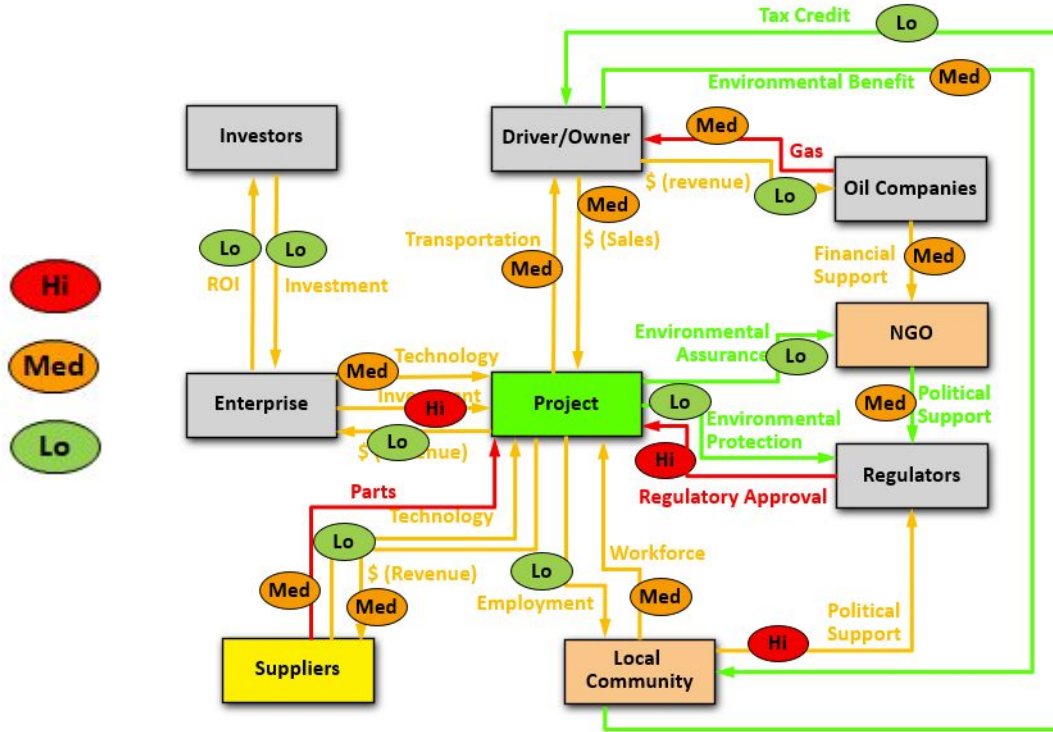 Tax Credit
Lo
Environmental Benefit
Med
Investors
Driver/Owner
Med
Gas
$ (revenue)
Lo
Oil Companies
Med
$ (Sales)
Transportation
Med
Lo
Lo
ROI
Investment
Financial
Support
Med
Hi
Med
Lo
Environmental
Assurance
Lo
NGO
Technology
Med
Enterprise
Hi
Lo
Project
Lo
Environmental
Protection
Med
Political
Support
Hi
Regulatory Approval
Regulators
Parts
Technology
Lo
$ (Revenue)
Med
Med
Lo
Employment
Workforce
Med
Political
Support
Hi
Suppliers
Local
Community